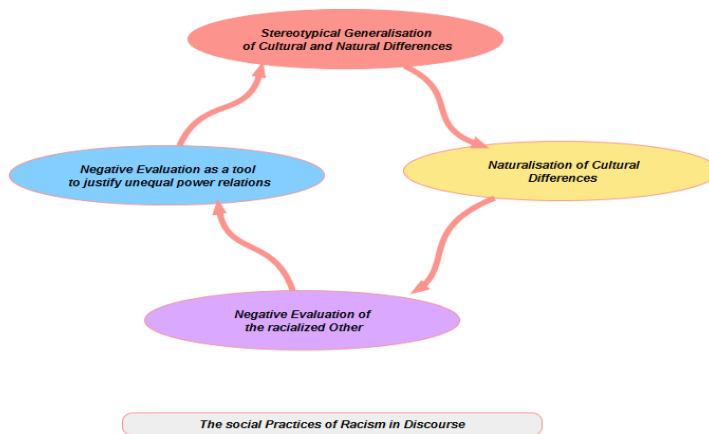 Stereotypical Generalisation
of Cultural and Natural Differences
Negative Evaluation as a tool
to justify unequal power relations
Naturalisation of Cultural
Differences
Negative Evaluation of
the racialized Other
The social Practices of Racism in Discourse